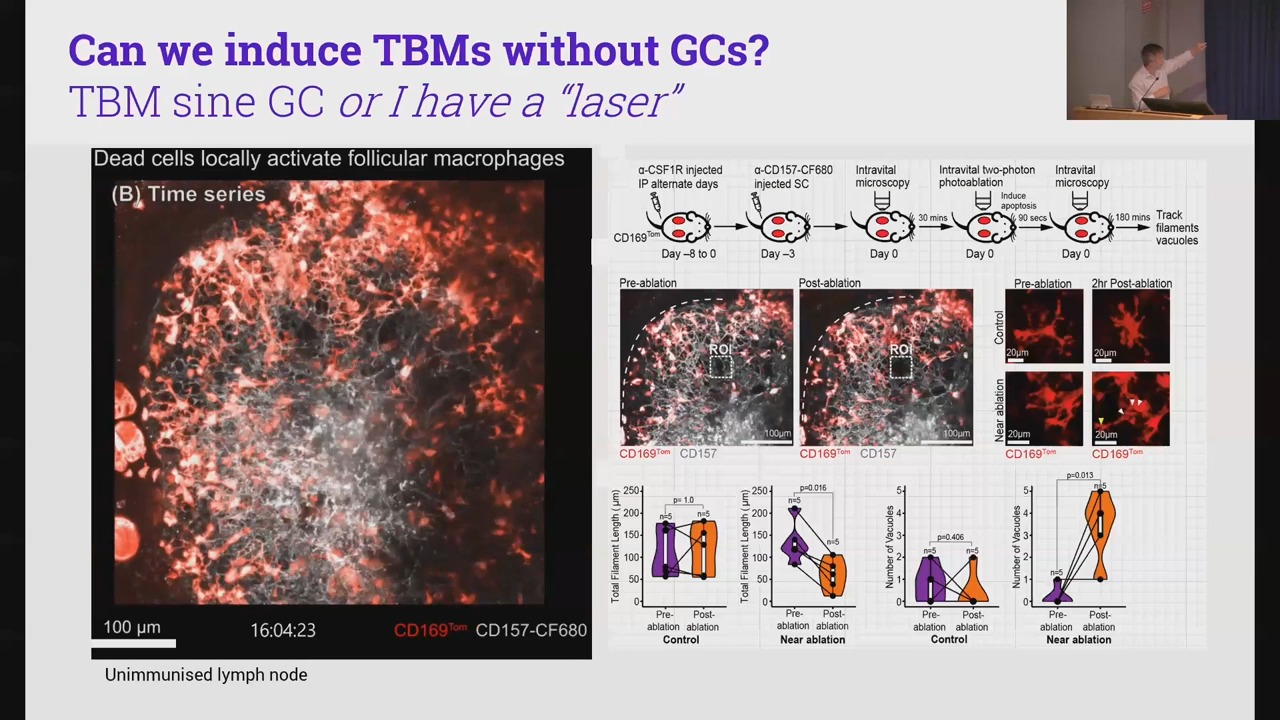 Can we induce TBMs without GCs?
TBM sine GC or I have a “laser”
Dead cells locally activate follicular macrophages
(B) Time series
100 µm
16:04:23
CD169Tom CD157-CF680
Unimmunised lymph node
α-CSF1R injected
IP alternate days
α-CD157-CF680
injected SC
Intravital
microscopy
Intravital two-photon
photoablation
Induce
apoptosis
Intravital
microscopy
CD169Tom
30 mins
90 secs
180 mins
Track
filaments
vacuoles
Day –8 to 0
Day –3
Day 0
Day 0
Day 0
Pre-ablation
Post-ablation
ROI
ROI
100µm
100µm
CD169Tom CD157
CD169Tom CD157
Pre-ablation
2hr Post-ablation
Control
20µm
20µm
Near ablation
20µm
20µm
CD169Tom
CD169Tom
Total Filament Length ( µm)
250
200
150
100
50
0
p= 1.0
n=5
n=5
Pre-
ablation
Post-
ablation
Control
Total Filament Length ( µm)
250
200
150
100
50
0
p=0.016
n=5
n=5
Pre-
ablation
Post-
ablation
Near ablation
Number of Vacuoles
5
4
3
2
1
0
p=0.406
n=5
n=5
Pre-
ablation
Post-
ablation
Control
Number of Vacuoles
5
4
3
2
1
0
p=0.013
n=5
n=5
Pre-
ablation
Post-
ablation
Near ablation